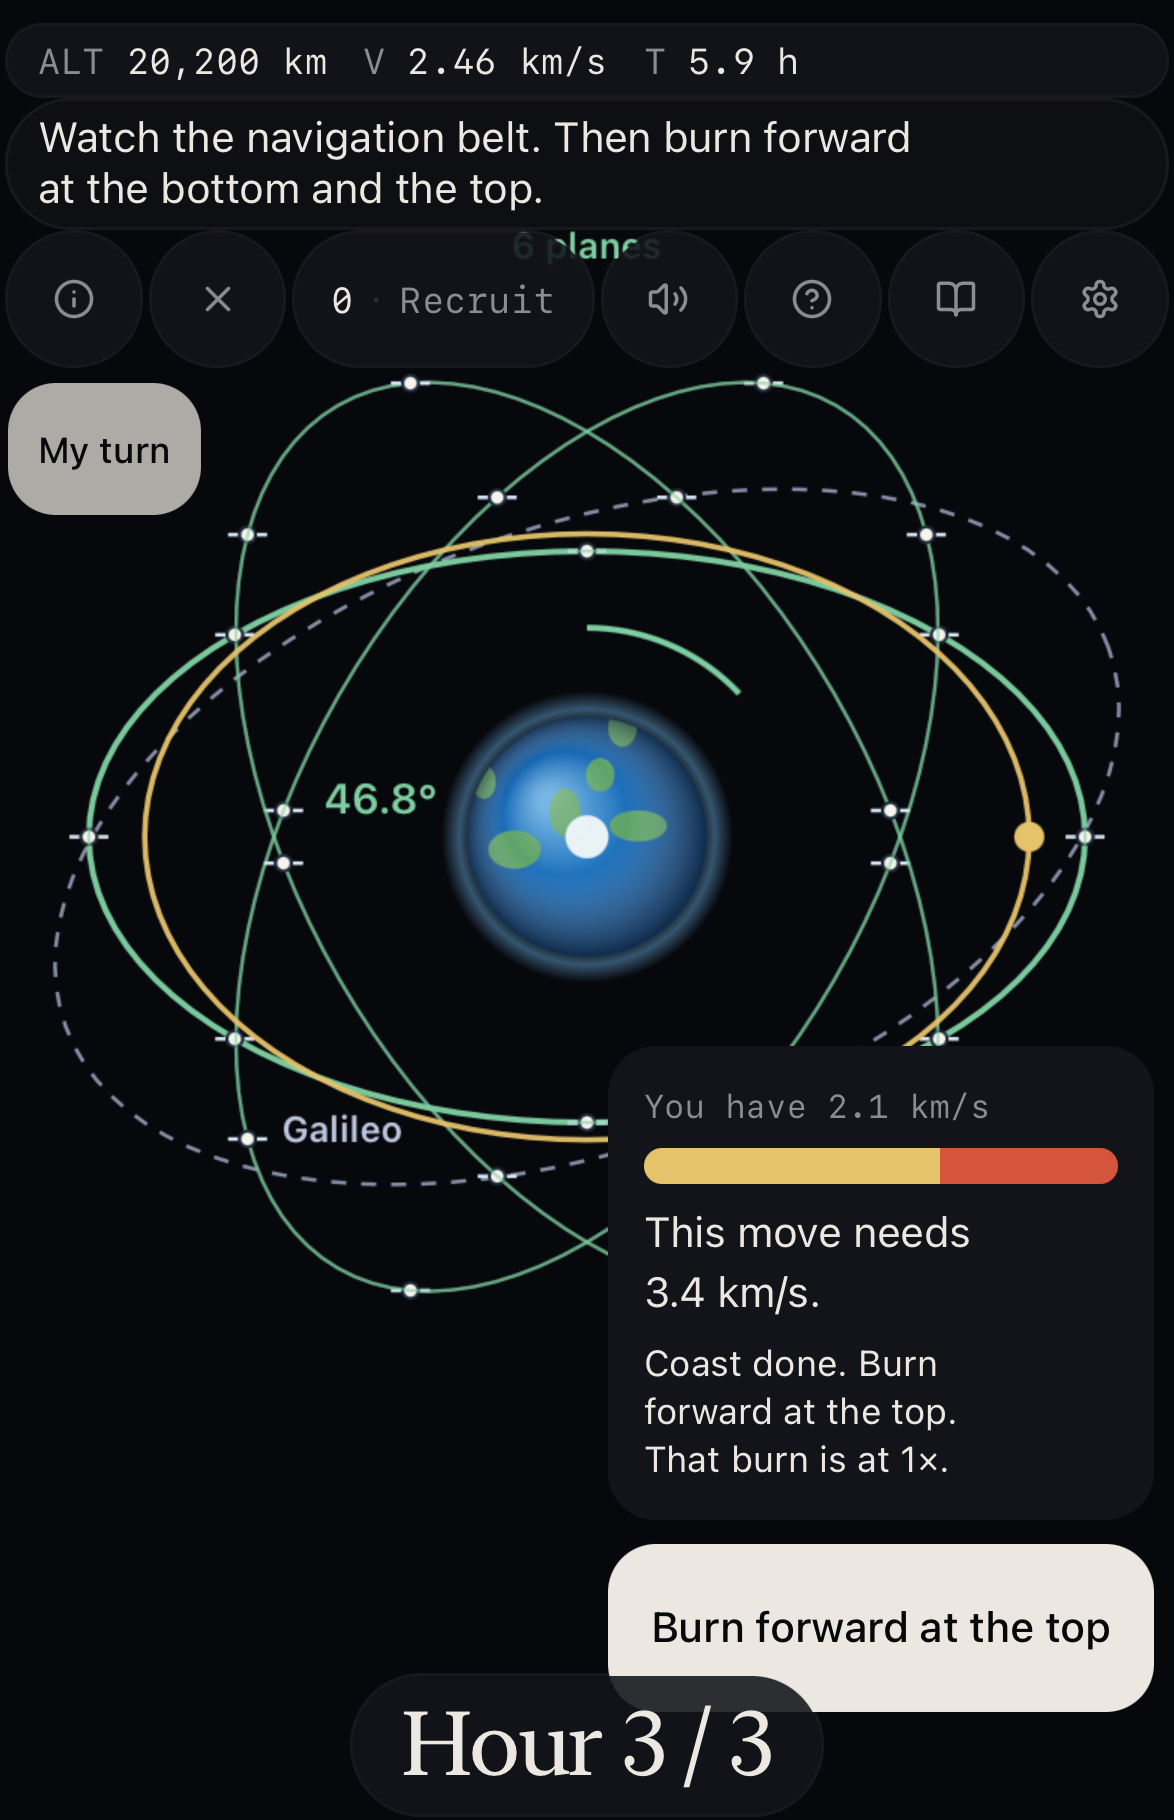 ALT 20,200 km V 2.46 km/s T 5.9 h
Watch the navigation belt. Then burn forward
at the bottom and the top.
6 planes
0 · Recruit
My turn
46.8°
Galileo
You have 2.1 km/s
This move needs
3.4 km/s.
Coast done. Burn
forward at the top.
That burn is at 1×.
Burn forward at the top
Hour 3 / 3